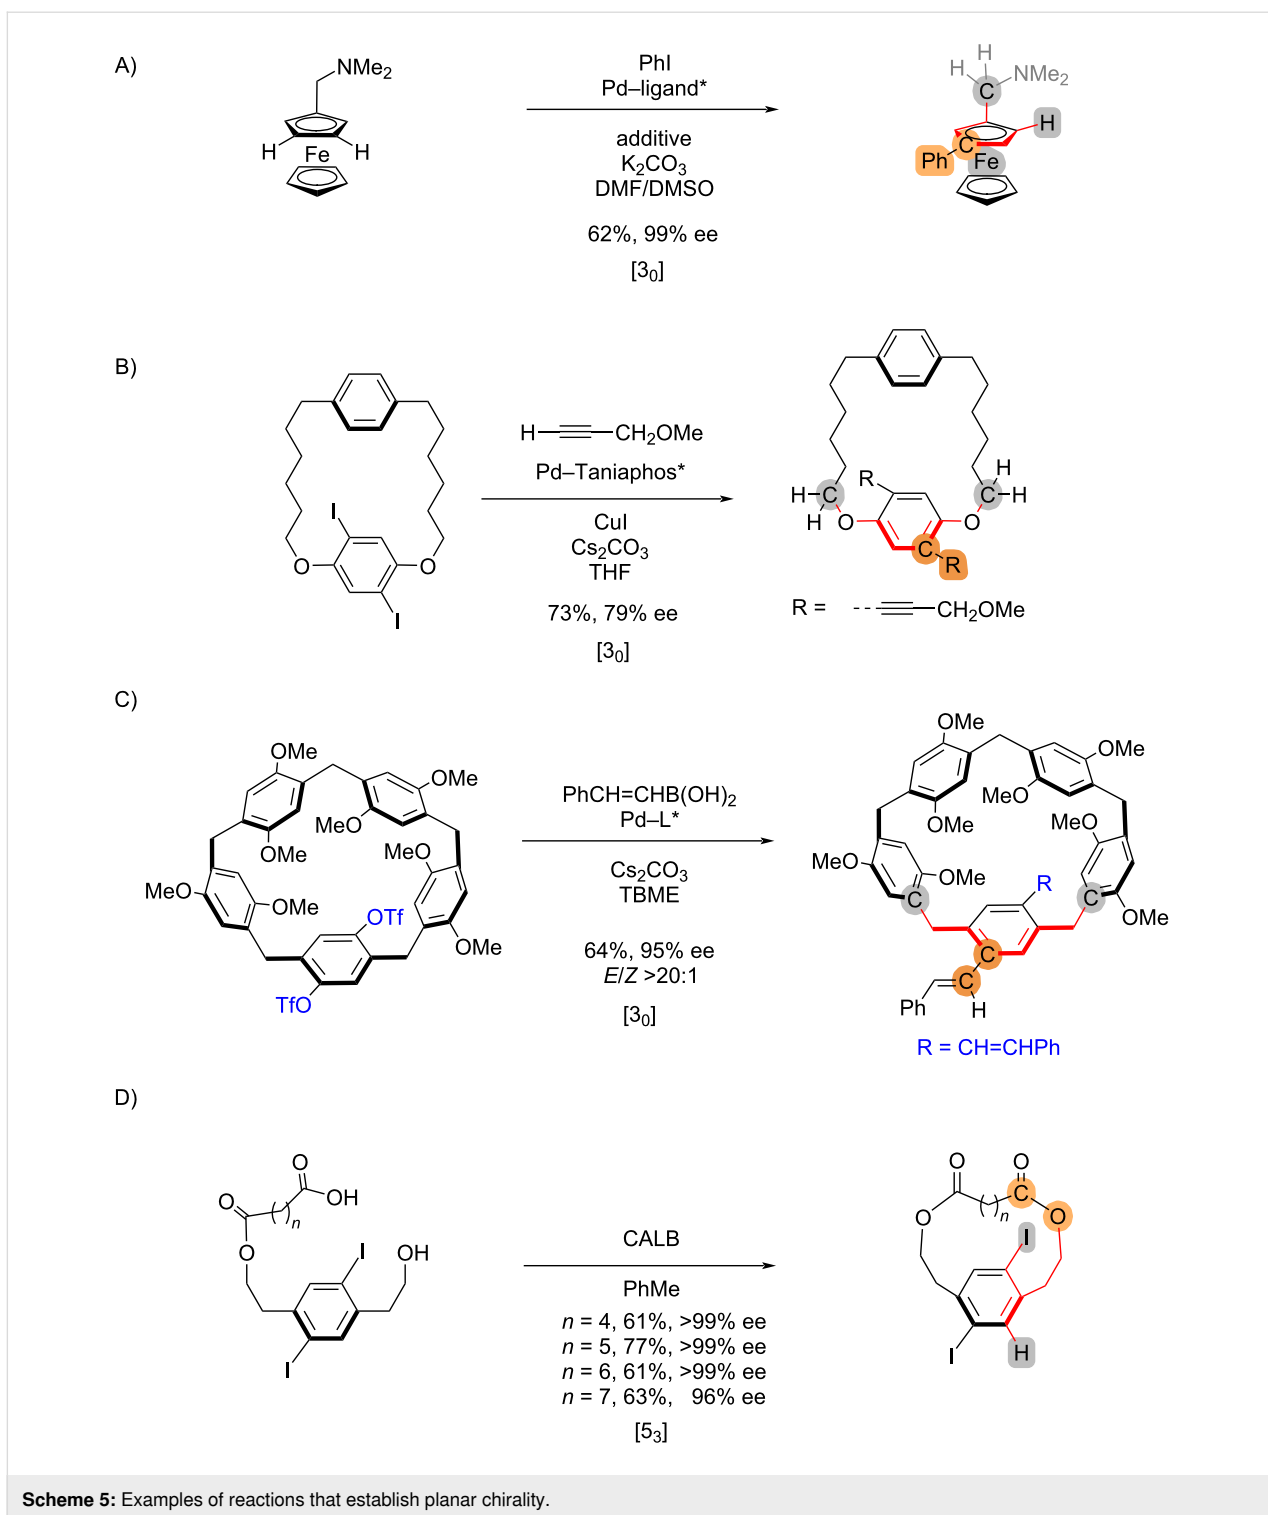 A)
NMe2
H Fe H
PhI
Pd–ligand*
additive
K2CO3
DMF/DMSO
62%, 99% ee
[30]
H
H NMe2
C
H
C
Ph Fe
B)
I
O O
I
H CH2OMe
Pd–Taniaphos*
CuI
Cs2CO3
THF
73%, 79% ee
[30]
H
R
H C C H
H O O
C
R
R = CH2OMe
C)
OMe
OMe
MeO
OMe MeO
MeO
OMe
OTf
OMe
TfO
PhCH=CHB(OH)2
Pd–L*
Cs2CO3
TBME
64%, 95% ee
E/Z >20:1
[30]
OMe
OMe
MeO
OMe MeO
MeO
OMe R
C C
OMe
C
C
Ph H
R = CH=CHPh
D)
O
O OH
n
O I OH
I
CALB
PhMe
n = 4, 61%, >99% ee
n = 5, 77%, >99% ee
n = 6, 61%, >99% ee
n = 7, 63%, 96% ee
[53]
O O
C
n
O O
I
I H
Scheme 5: Examples of reactions that establish planar chirality.